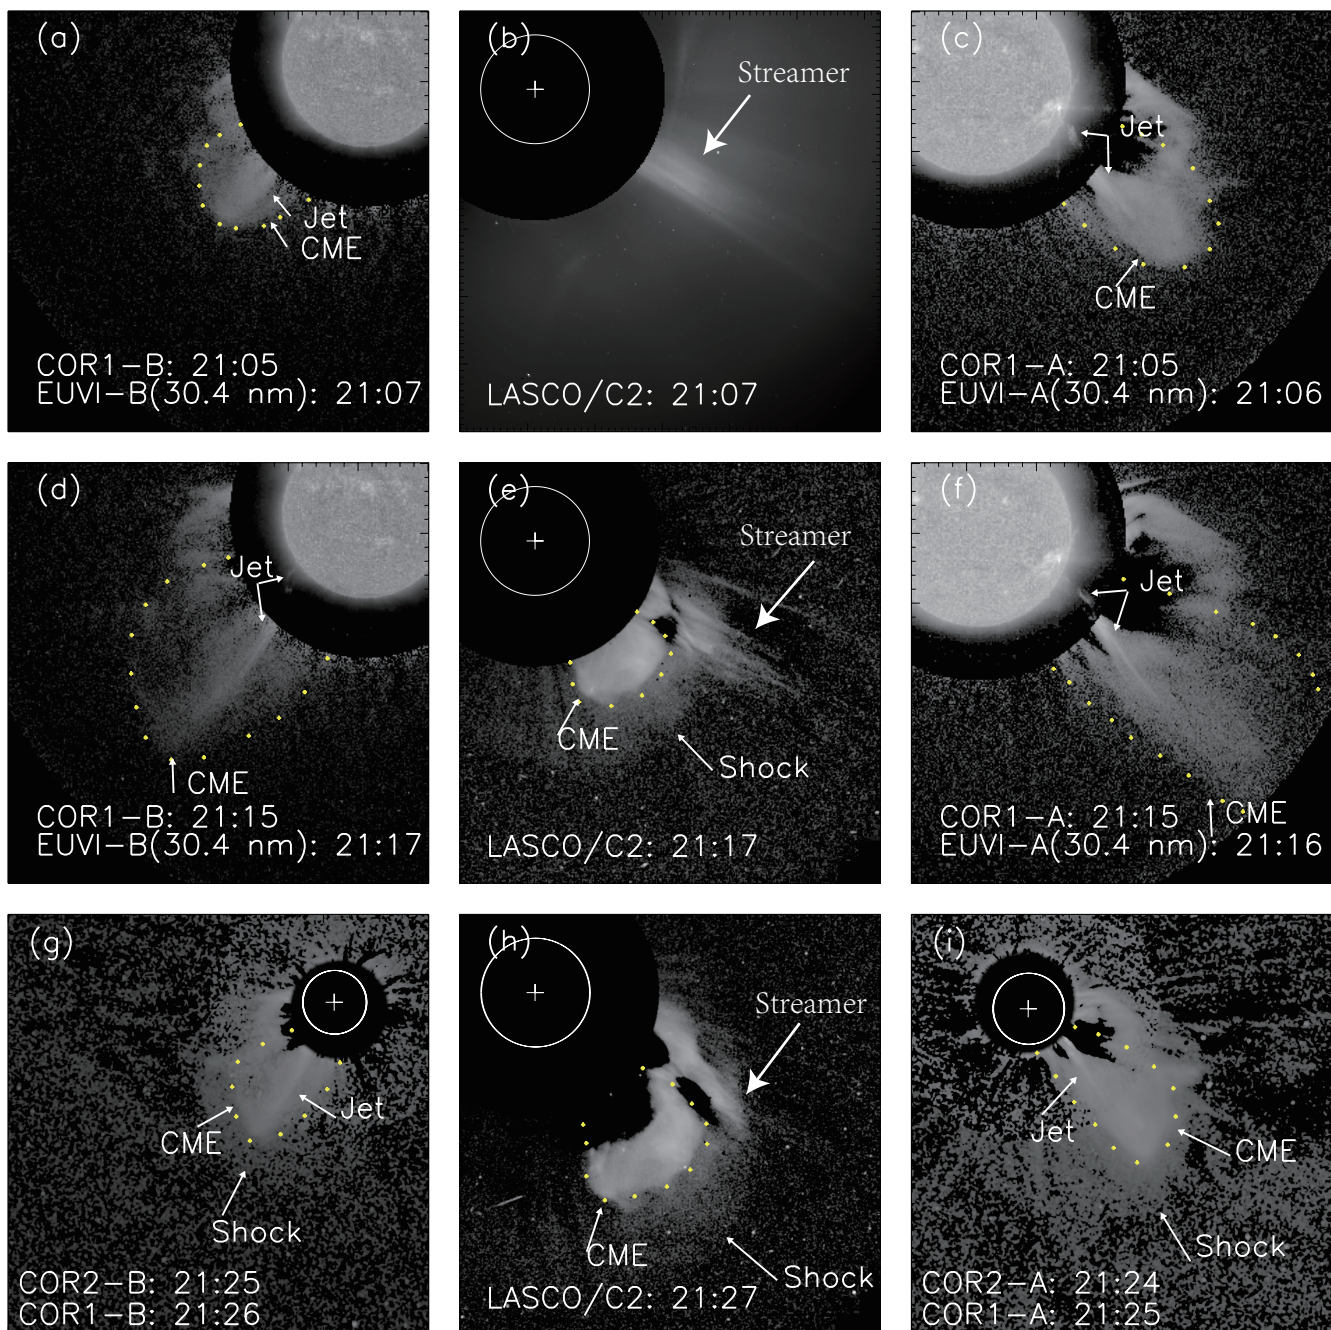 (a)
Jet
CME
COR1-B: 21:05
EUVI-B(30.4 nm): 21:07
(b)
Streamer
LASCO/C2: 21:07
(c)
Jet
CME
COR1-A: 21:05
EUVI-A(30.4 nm): 21:06
(d)
Jet
CME
COR1-B: 21:15
EUVI-B(30.4 nm): 21:17
(e)
Streamer
CME
Shock
LASCO/C2: 21:17
(f)
Jet
CME
COR1-A: 21:15
EUVI-A(30.4 nm): 21:16
(g)
Jet
CME
Shock
COR2-B: 21:25
COR1-B: 21:26
(h)
Streamer
CME
Shock
LASCO/C2: 21:27
(i)
Jet
CME
Shock
COR2-A: 21:24
COR1-A: 21:25